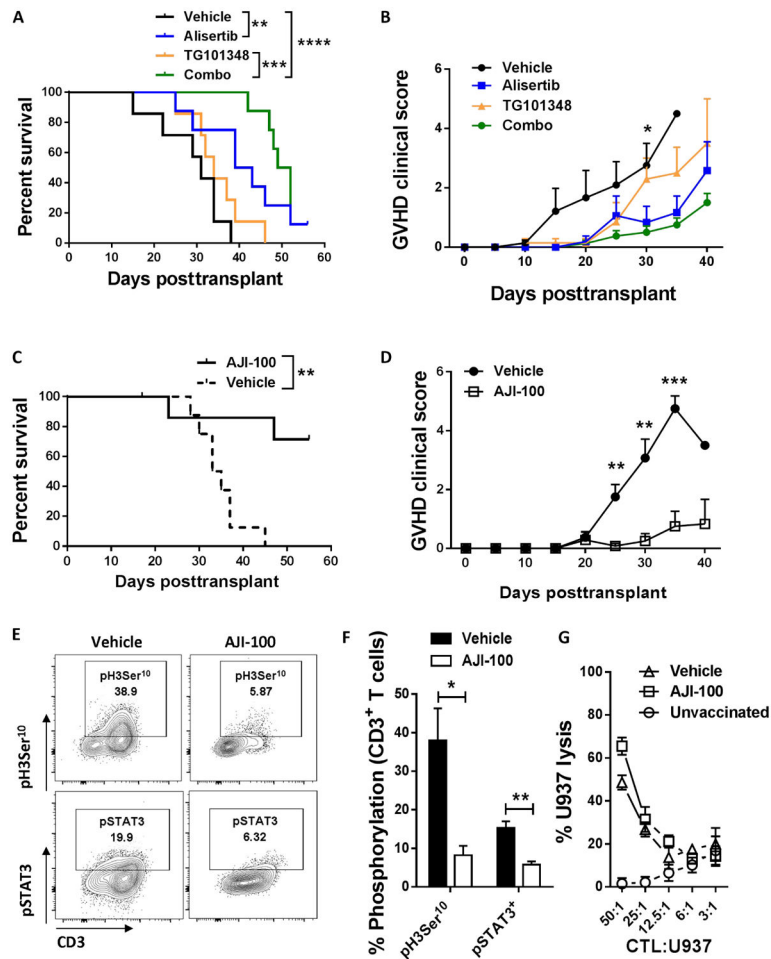 A
Vehicle
Alisertib
TG101348
Combo
**
***
****
Percent survival
100
80
60
40
20
0
0 10 20 30 40 50 60
Days posttransplant
B
Vehicle
Alisertib
TG101348
Combo
GVHD clinical score
6
4
2
0
*
0 10 20 30 40
Days posttransplant
C
AJI-100
Vehicle
**
Percent survival
100
80
60
40
20
0
0 10 20 30 40 50 60
Days posttransplant
D
Vehicle
AJI-100
GVHD clinical score
6
4
2
0
** ** ***
0 10 20 30 40
Days posttransplant
E
Vehicle AJI-100
pH3Ser¹⁰
38.9
pH3Ser¹⁰
5.87
pH3Ser¹⁰
pSTAT3
19.9
pSTAT3
6.32
pSTAT3
CD3
F
Vehicle
AJI-100
% Phosphorylation (CD3⁺ T cells)
50
40
30
20
10
0
*
**
pH3Ser¹⁰
pSTAT3⁺
G
Vehicle
AJI-100
Unvaccinated
% U937 lysis
100
80
60
40
20
0
50:1
25:1
12.5:1
6:1
3:1
CTL:U937